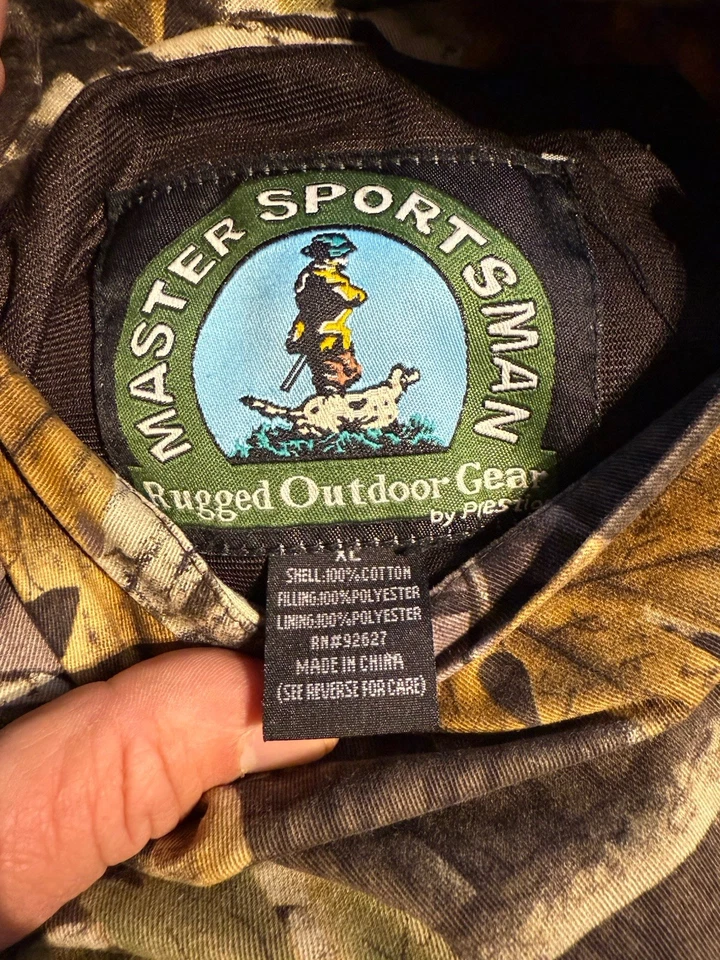 MASTER SPORTSMAN
Rugged Outdoor Gear
by
XL
SHELL:100%COTTON
FILLING:100%POLYESTER
LINING:100%POLYESTER
RN#92627
MADE IN CHINA
(SEE REVERSE FOR CARE)